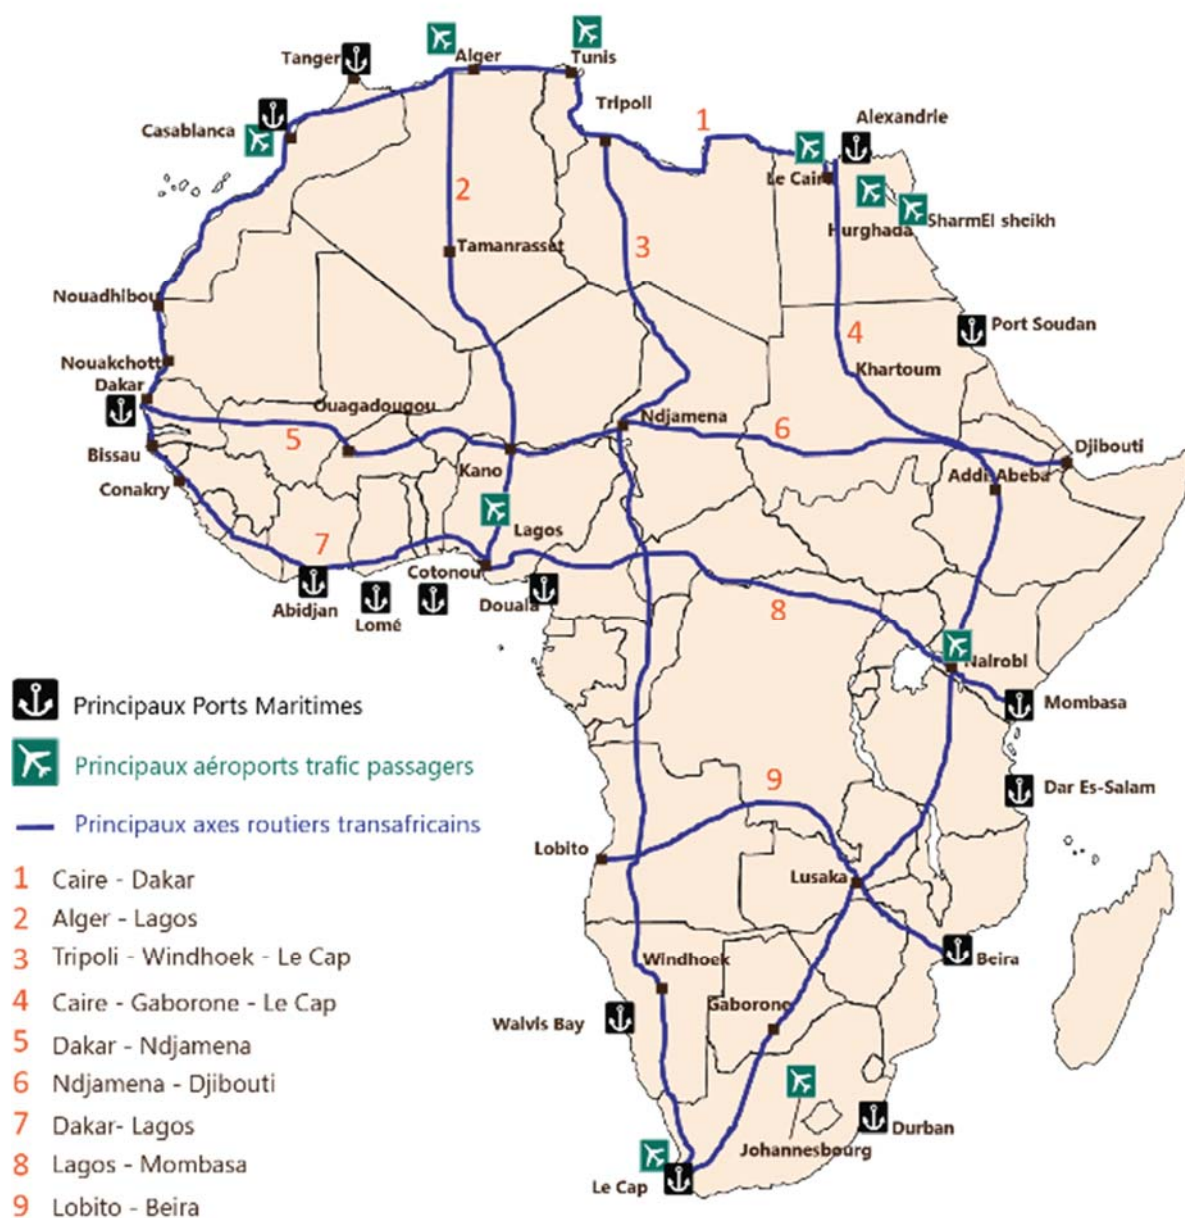 Tanger
Alger
Tunis
Casablanca
Tripoli
1
Alexandrie
Le Caire
Hurghada
SharmEl sheikh
2
Tamanrasset
3
4
Nouadhibou
Port Soudan
Nouakchott
Khartoum
Dakar
Ouagadougou
Ndjamena
5
6
Bissau
Kano
Djibouti
Conakry
Addi Abeba
Lagos
7
Cotonou
Abidjan
Lomé
Douala
8
Nairobi
Mombasa
9
Dar Es-Salam
Lobito
Lusaka
Windhoek
Beira
Gaborone
Walvis Bay
Johannesbourg
Durban
Le Cap
Principaux Ports Maritimes
Principaux aéroports trafic passagers
Principaux axes routiers transafricains
1 Caire - Dakar
2 Alger - Lagos
3 Tripoli - Windhoek - Le Cap
4 Caire - Gaborone - Le Cap
5 Dakar - Ndjamena
6 Ndjamena - Djibouti
7 Dakar- Lagos
8 Lagos - Mombasa
9 Lobito - Beira